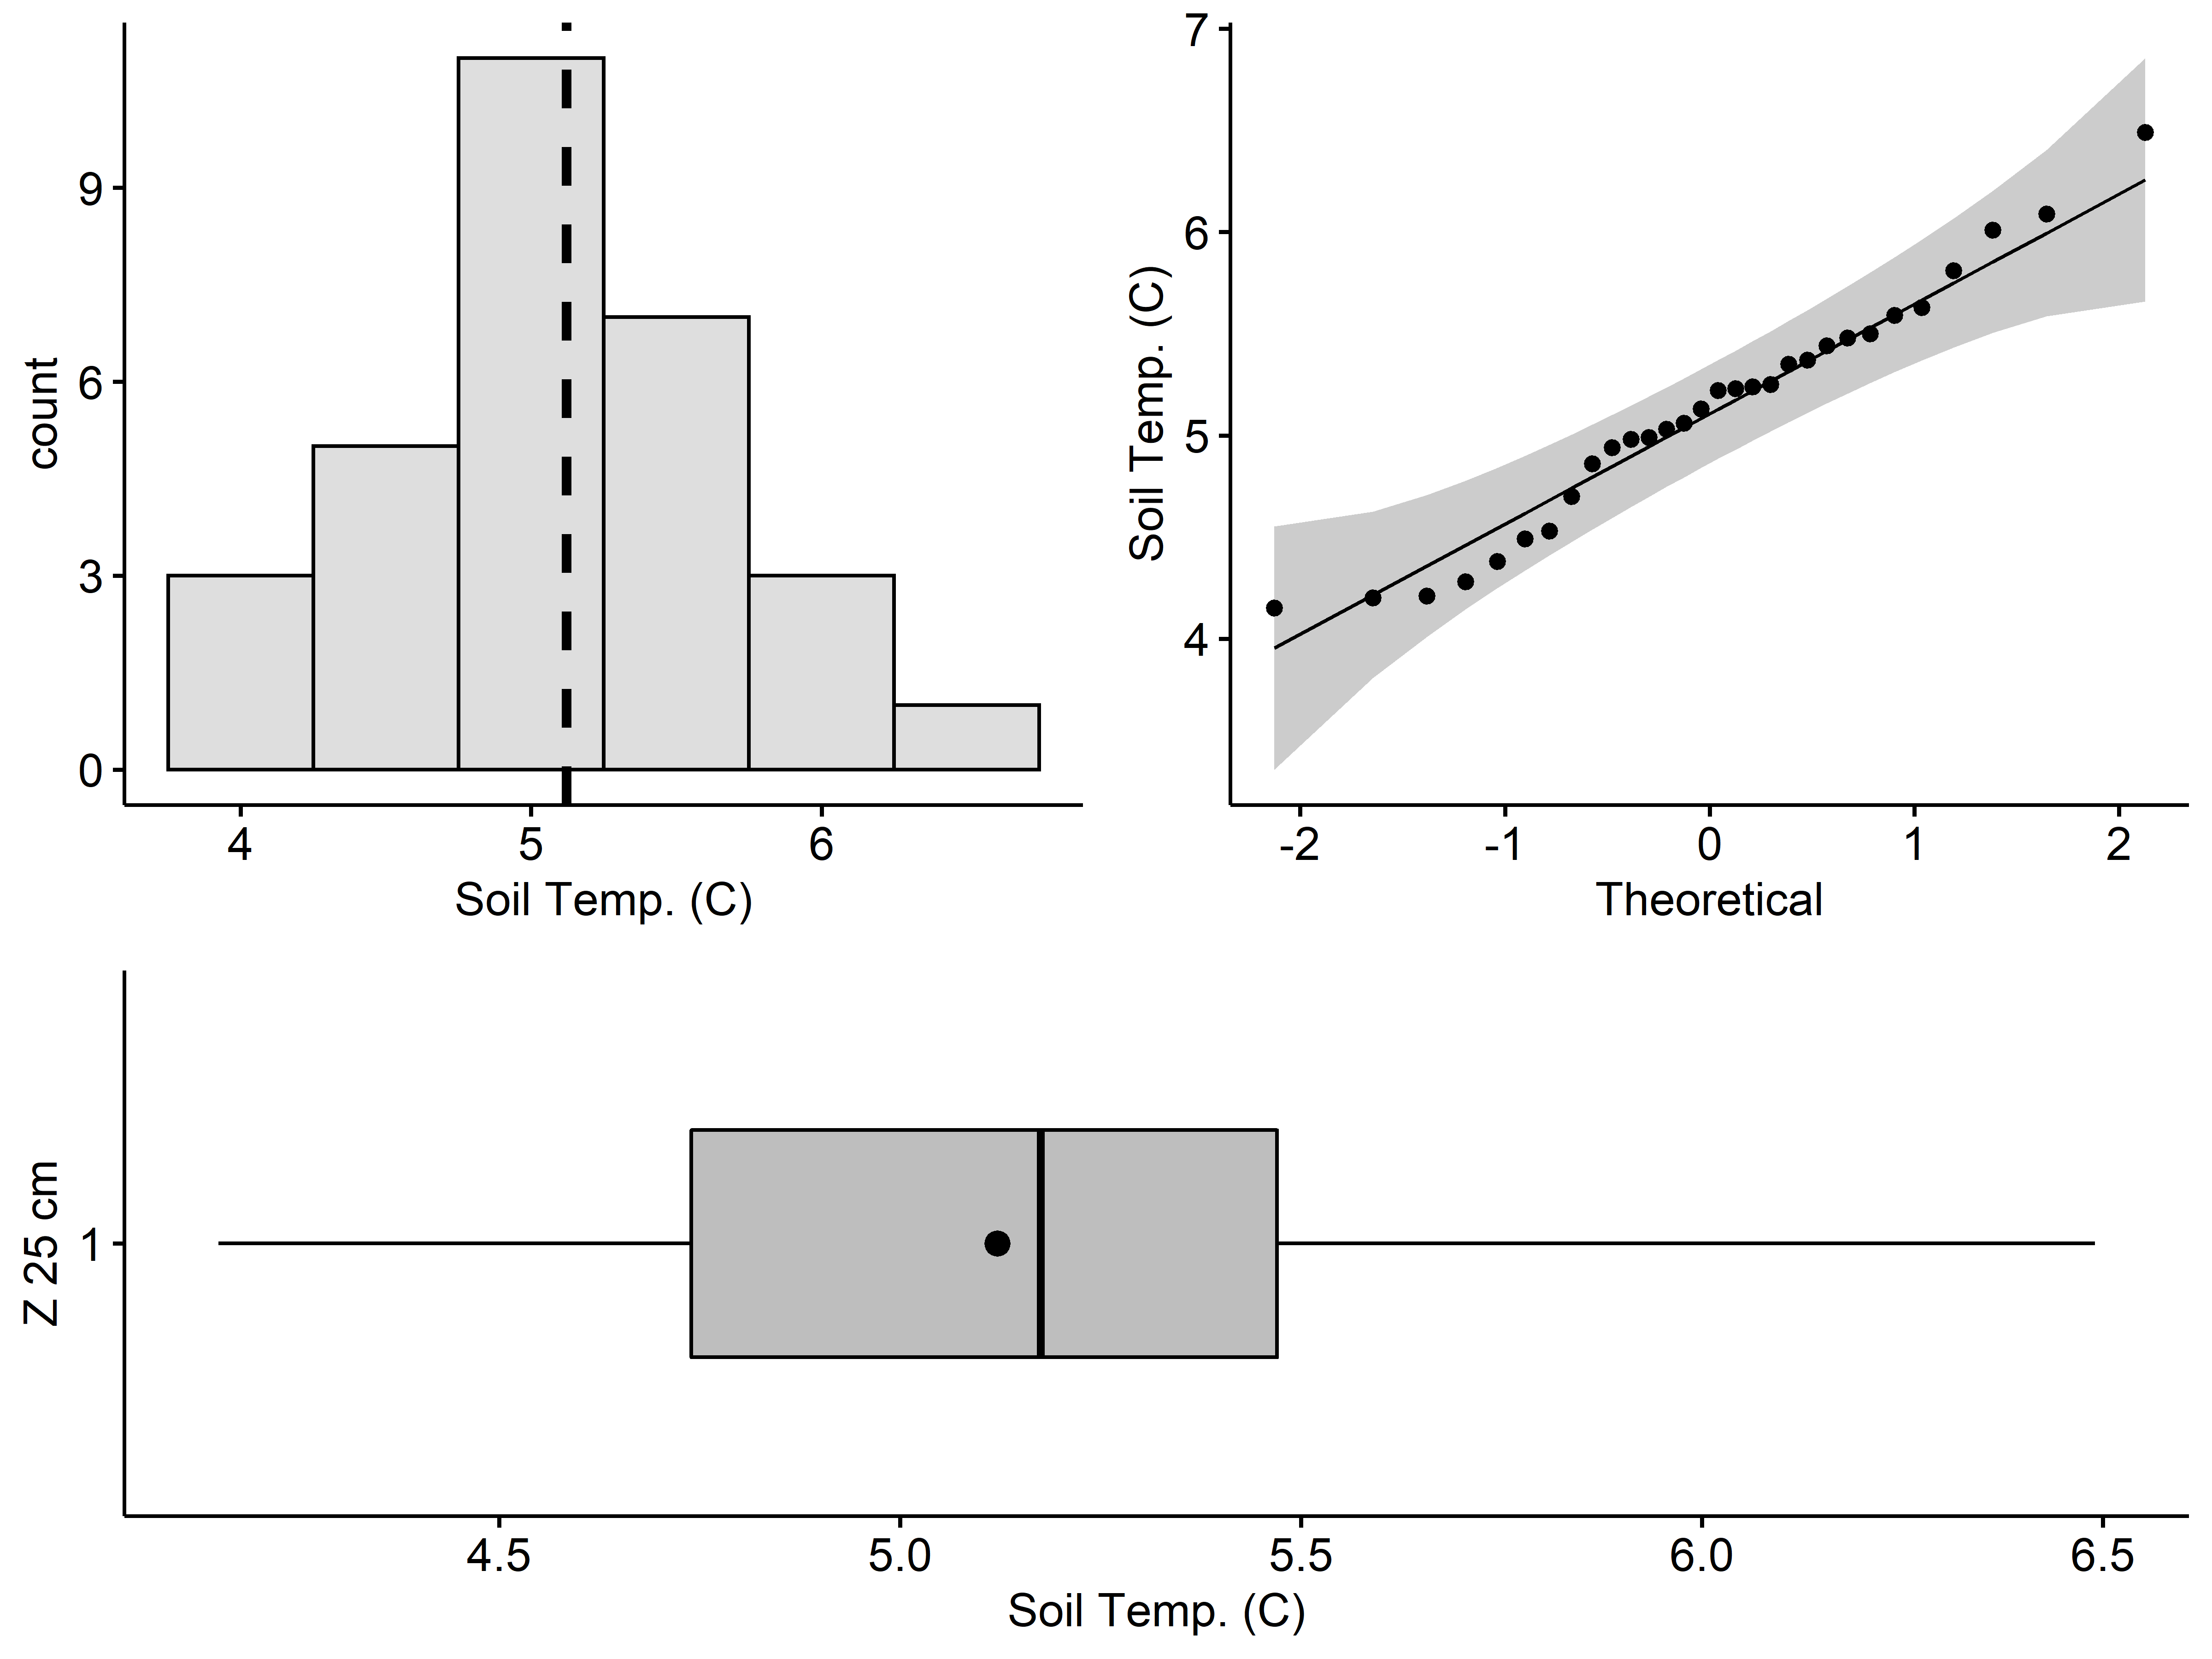 count
9
6
3
0
4 5 6
Soil Temp. (C)
Soil Temp. (C)
7
6
5
4
-2 -1 0 1 2
Theoretical
Z 25 cm
1
4.5 5.0 5.5 6.0 6.5
Soil Temp. (C)